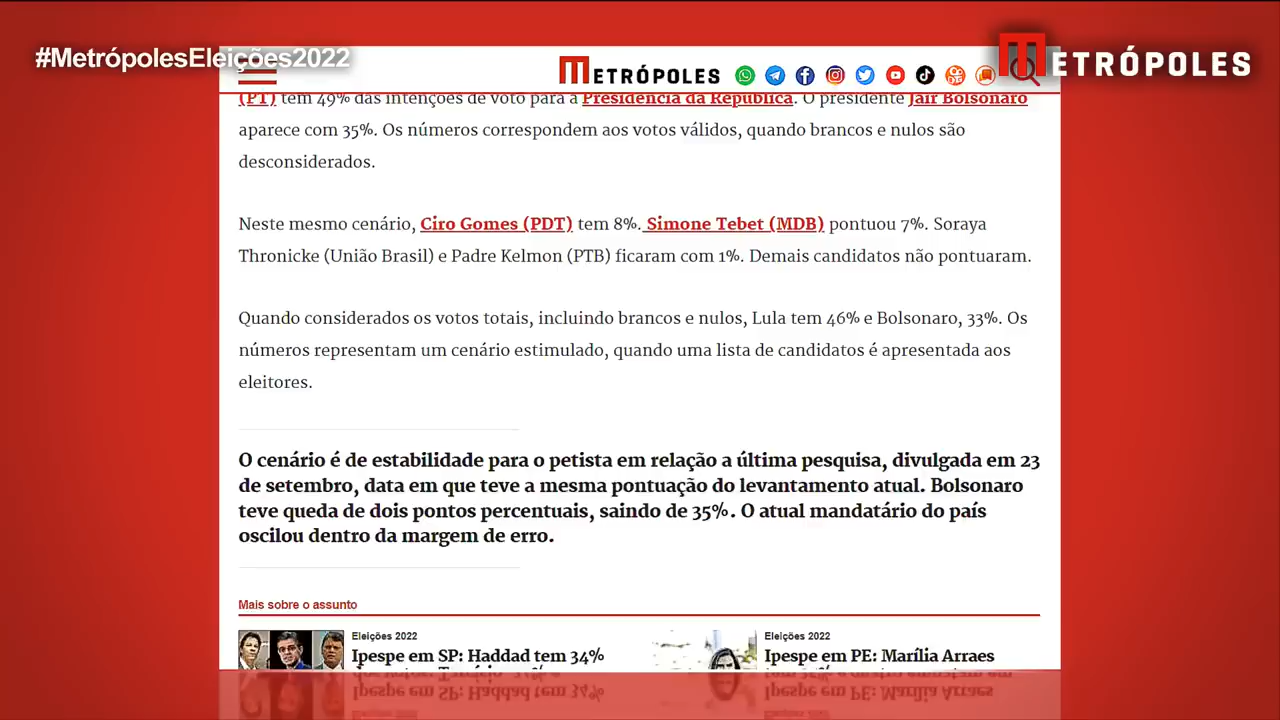 #MetrópolesEleições2022
METRÓPOLES
METRÓPOLES
(PT) tem 49% das intenções de voto para a Presidência da República. O presidente Jair Bolsonaro
aparece com 35%. Os números correspondem aos votos válidos, quando brancos e nulos são
desconsiderados.
Neste mesmo cenário, Ciro Gomes (PDT) tem 8%. Simone Tebet (MDB) pontuou 7%. Soraya
Thronicke (União Brasil) e Padre Kelmon (PTB) ficaram com 1%. Demais candidatos não pontuaram.
Quando considerados os votos totais, incluindo brancos e nulos, Lula tem 46% e Bolsonaro, 33%. Os
números representam um cenário estimulado, quando uma lista de candidatos é apresentada aos
eleitores.
O cenário é de estabilidade para o petista em relação a última pesquisa, divulgada em 23
de setembro, data em que teve a mesma pontuação do levantamento atual. Bolsonaro
teve queda de dois pontos percentuais, saindo de 35%. O atual mandatário do país
oscilou dentro da margem de erro.
Mais sobre o assunto
Eleições 2022
Ipespe em SP: Haddad tem 34%
Eleições 2022
Ipespe em PE: Marília Arraes